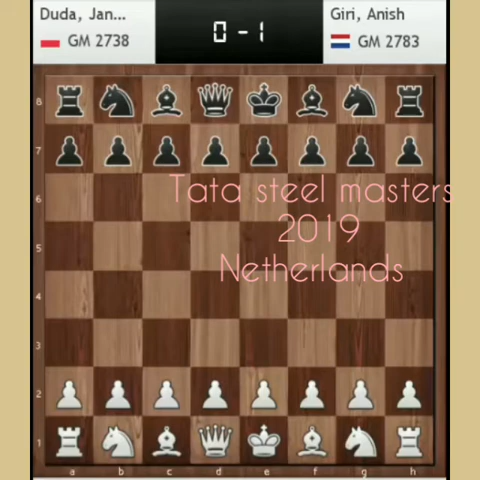 Duda, Jan... Giri, Anish
GM 2738 0 - 1 GM 2783
Tata steel masters
2019
Netherlands
8
7
6
5
4
3
2
1
a b c d e f g h